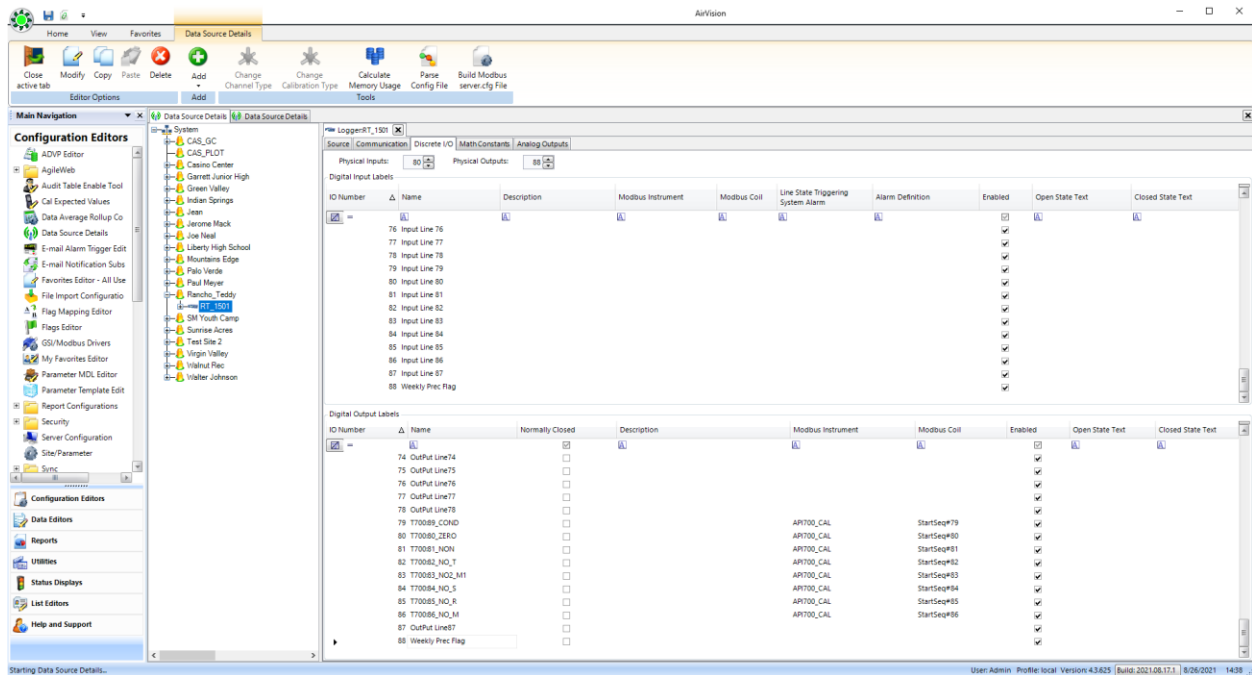 AirVision
Home View Favorites Data Source Details
Close active tab Modify Copy Paste Delete Add Change Channel Type Change Calibration Type Calculate Memory Usage Parse Config File Build Modbus server.cfg File
Editor Options Add Tools
Main Navigation
Data Source Details Data Source Details
Configuration Editors
ADVP Editor
AgileWeb
Audit Table Enable Tool
Cal Expected Values
Data Average Rollup Co
Data Source Details
E-mail Alarm Trigger Edit
E-mail Notification Subs
Favorites Editor - All Use
File Import Configuratio
Flag Mapping Editor
Flags Editor
GSI/Modbus Drivers
My Favorites Editor
Parameter MDL Editor
Parameter Template Edit
Report Configurations
Security
Server Configuration
Site/Parameter
Sync
Configuration Editors
Data Editors
Reports
Utilities
Status Displays
List Editors
Help and Support
System
CAS_GC
CAS_PLOT
Casino Center
Garrett Junior High
Green Valley
Indian Springs
Jean
Jerome Mack
Joe Neal
Liberty High School
Mountains Edge
Palo Verde
Paul Meyer
Rancho_Teddy
RT_1501
SM Youth Camp
Sunrise Acres
Test Site 2
Virgin Valley
Walnut Rec
Walter Johnson
Logger:RT_1501
Source Communication Discrete I/O Math Constants Analog Outputs
Physical Inputs: 80 Physical Outputs: 88
Digital Input Labels
IO Number Name Description Modbus Instrument Modbus Coil Line State Triggering System Alarm Alarm Definition Enabled Open State Text Closed State Text
76 Input Line 76
77 Input Line 77
78 Input Line 78
79 Input Line 79
80 Input Line 80
81 Input Line 81
82 Input Line 82
83 Input Line 83
84 Input Line 84
85 Input Line 85
86 Input Line 86
87 Input Line 87
88 Weekly Prec Flag
Digital Output Labels
IO Number Name Normally Closed Description Modbus Instrument Modbus Coil Enabled Open State Text Closed State Text
74 OutPut Line74
75 OutPut Line75
76 OutPut Line76
77 OutPut Line77
78 OutPut Line78
79 T700:89_COND API700_CAL StartSeq#79
80 T700:80_ZERO API700_CAL StartSeq#80
81 T700:81_NON API700_CAL StartSeq#81
82 T700:82_NO_T API700_CAL StartSeq#82
83 T700:83_NO2_M1 API700_CAL StartSeq#83
84 T700:84_NO_S API700_CAL StartSeq#84
85 T700:85_NO_R API700_CAL StartSeq#85
86 T700:86_NO_M API700_CAL StartSeq#86
87 OutPut Line87
88 Weekly Prec Flag
Starting Data Source Details... User: Admin Profile: local Version: 4.3.625 Build: 2021.08.17.1 8/26/2021 14:38